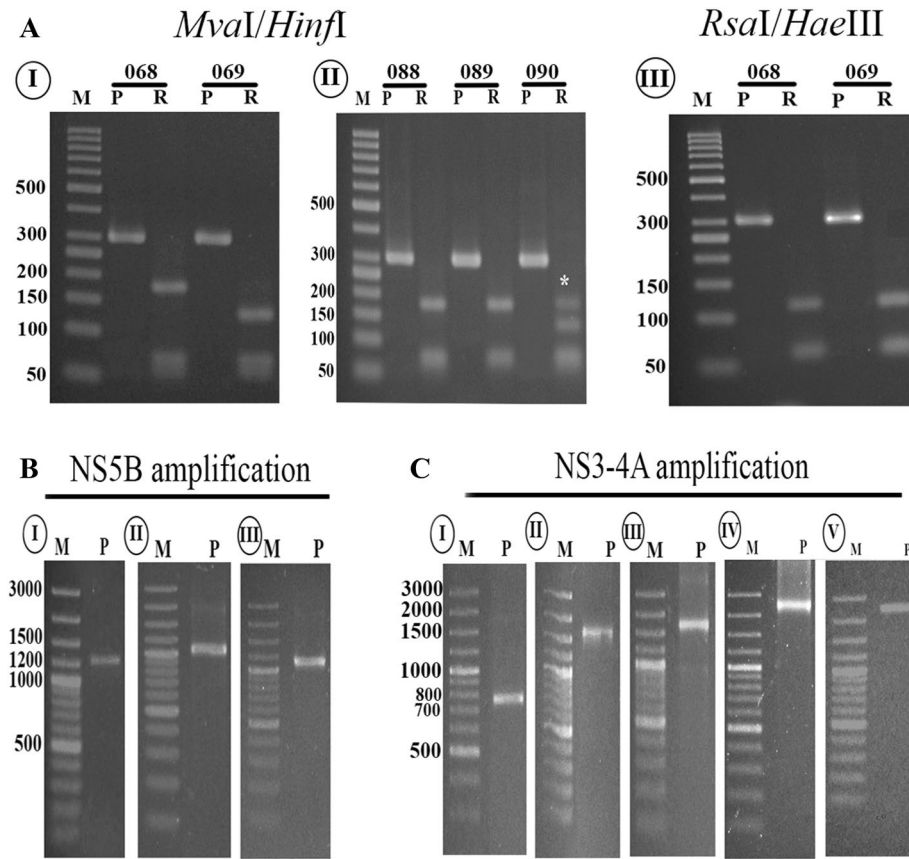 A
MvaI/HinfI
RsaI/HaeIII
I
068 069
M P R P R
500
300
200
150
100
50
II
088 089 090
M P R P R P R
500
300
200
150
100
50
*
III
068 069
M P R P R
500
300
150
100
50
B
NS5B amplification
I
M P
3000
1500
1200
1000
500
II
M P
III
M P
C
NS3-4A amplification
I
M P
3000
2000
1500
1000
800
700
500
II
M P
III
M P
IV
M P
V
M P